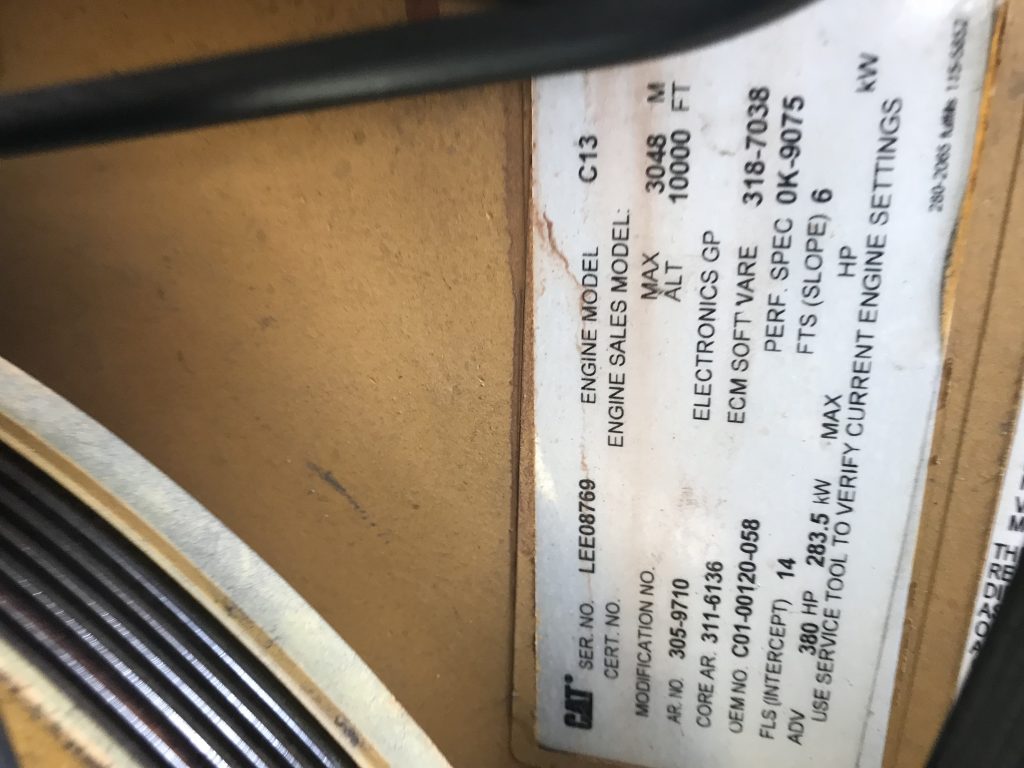 CAT® SER. NO. LEE08769 ENGINE MODEL C13
CERT. NO. ENGINE SALES MODEL:
MODIFICATION NO. MAX 3048 M
AR. NO. 305-9710 ALT 10000 FT
CORE AR. 311-6136 ELECTRONICS GP
OEM NO. C01-00120-058 ECM SOFTWARE 318-7038
FLS (INTERCEPT) 14 PERF. SPEC 0K-9075
ADV 380 HP 283.5 kW FTS (SLOPE) 6
MAX HP kW
USE SERVICE TOOL TO VERIFY CURRENT ENGINE SETTINGS
280-2065 115-5852